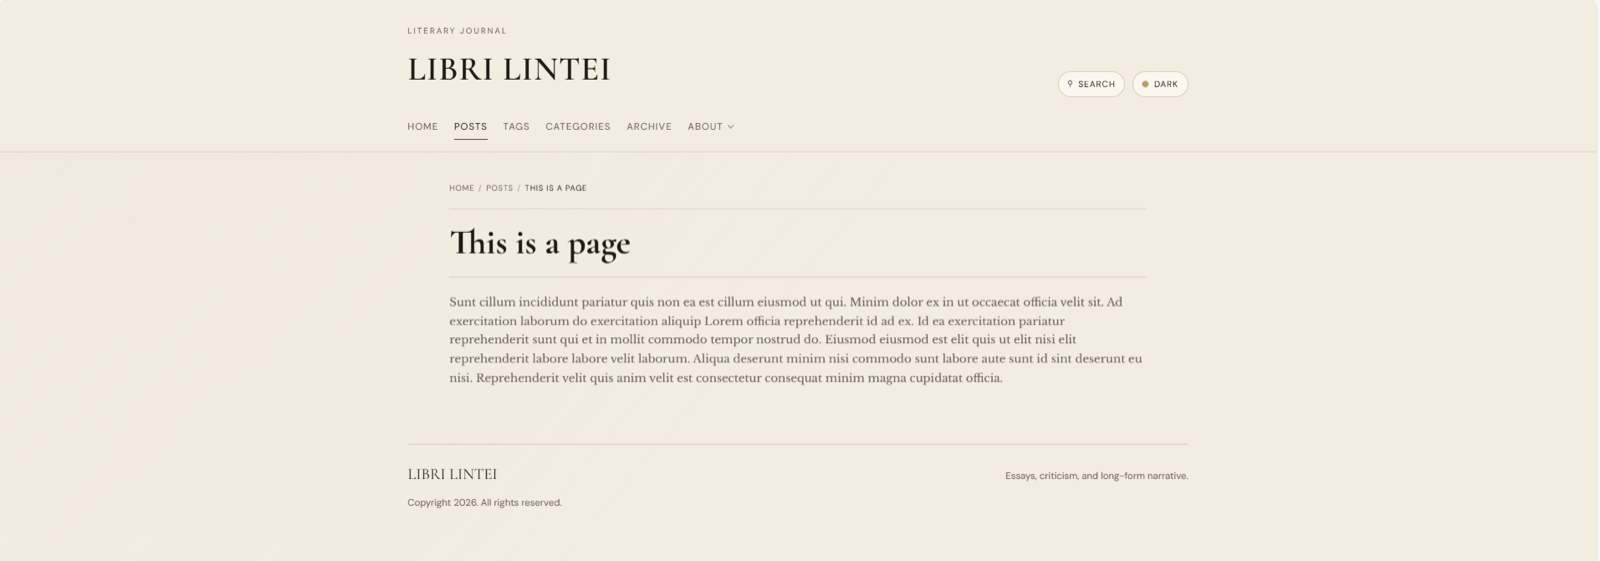 LITERARY JOURNAL
LIBRI LINTEI
SEARCH
DARK
HOME POSTS TAGS CATEGORIES ARCHIVE ABOUT
HOME / POSTS / THIS IS A PAGE
This is a page
Sunt cillum incididunt pariatur quis non ea est cillum eiusmod ut qui. Minim dolor ex in ut occaecat officia velit sit. Ad
exercitation laborum do exercitation aliquip Lorem officia reprehenderit id ad ex. Id ea exercitation pariatur
reprehenderit sunt qui et in mollit commodo tempor nostrud do. Eiusmod eiusmod est elit quis ut elit nisi elit
reprehenderit labore labore velit laborum. Aliqua deserunt minim nisi commodo sunt labore aute sunt id sint deserunt eu
nisi. Reprehenderit velit quis anim velit est consectetur consequat minim magna cupidatat officia.
LIBRI LINTEI
Essays, criticism, and long-form narrative.
Copyright 2026. All rights reserved.